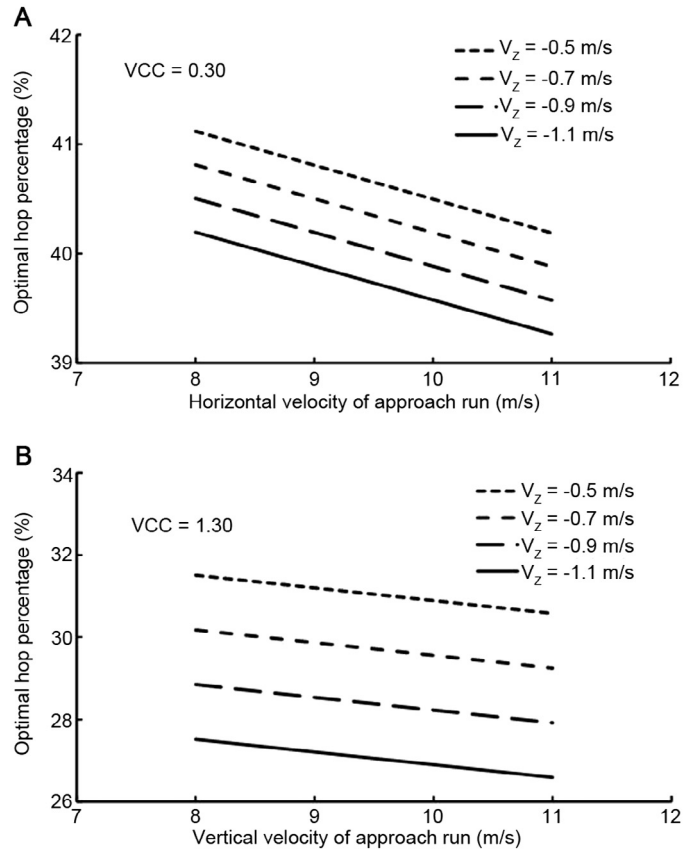 A
42
41
40
39
Optimal hop percentage (%)
VCC = 0.30
V_Z = -0.5 m/s
V_Z = -0.7 m/s
V_Z = -0.9 m/s
V_Z = -1.1 m/s
7 8 9 10 11 12
Horizontal velocity of approach run (m/s)
B
34
32
30
28
26
Optimal hop percentage (%)
VCC = 1.30
V_Z = -0.5 m/s
V_Z = -0.7 m/s
V_Z = -0.9 m/s
V_Z = -1.1 m/s
7 8 9 10 11 12
Vertical velocity of approach run (m/s)